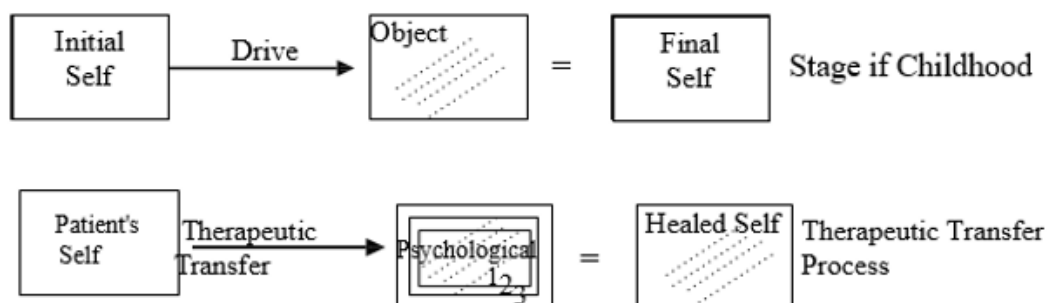 Initial
Self
Drive
Object
=
Final
Self
Stage if Childhood
Patient's
Self
Therapeutic
Transfer
Psychological
1 2 3
=
Healed Self
Therapeutic Transfer
Process